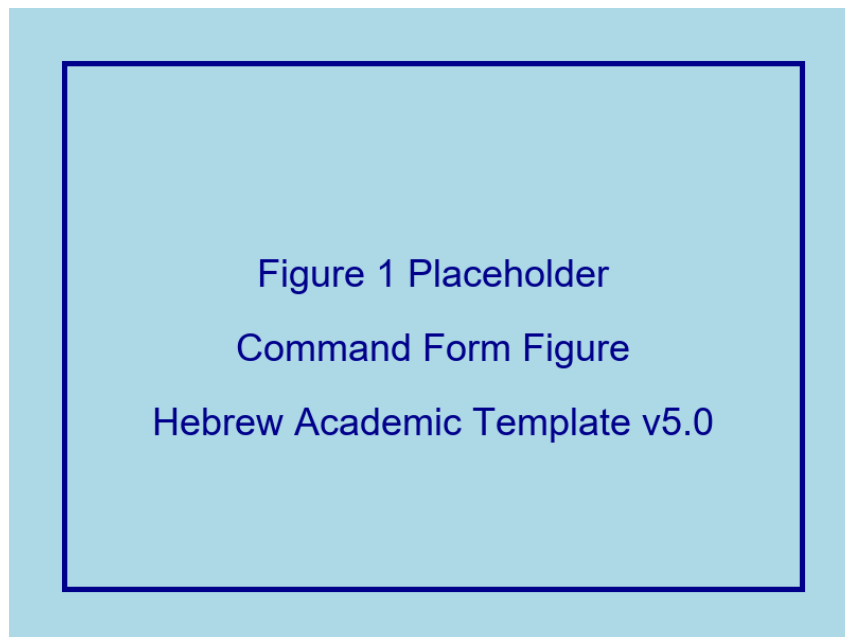 Figure 1 Placeholder
Command Form Figure
Hebrew Academic Template v5.0